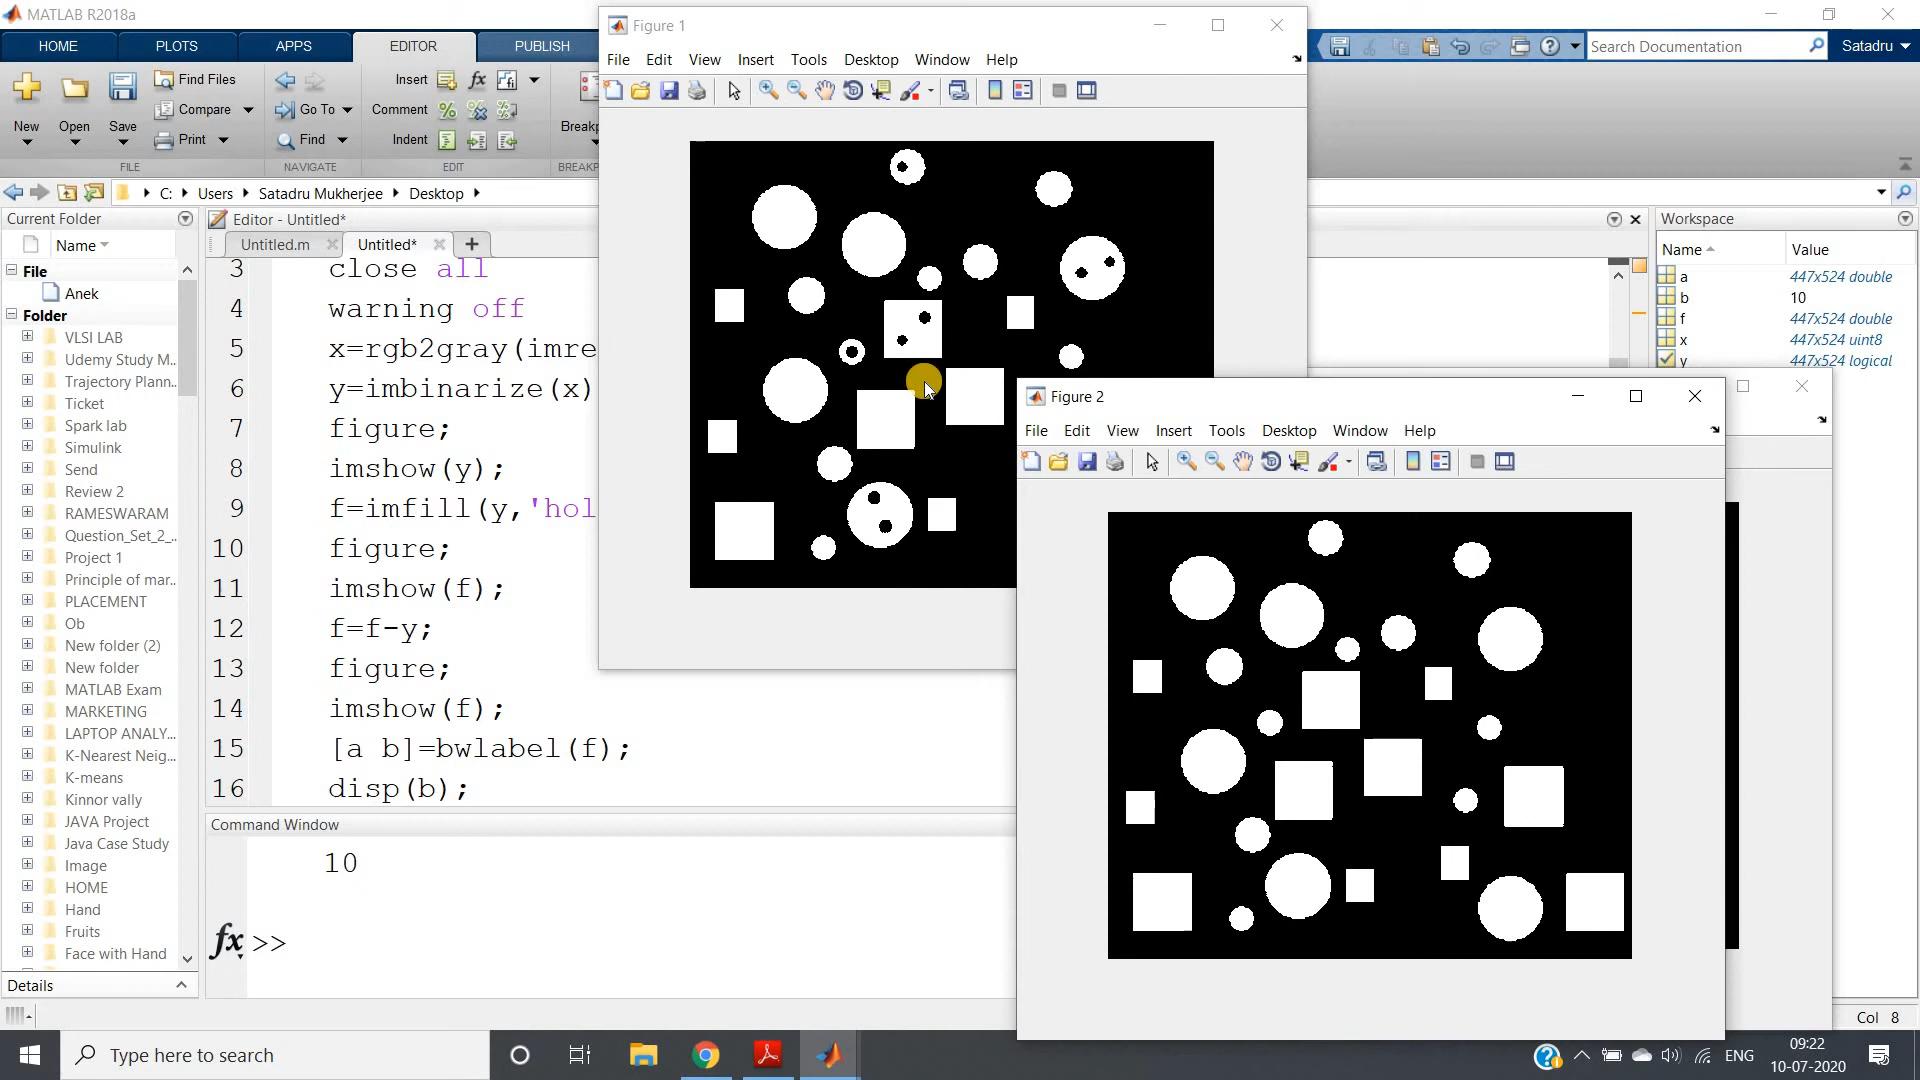 MATLAB R2018a
HOME PLOTS APPS EDITOR PUBLISH
Search Documentation
Satadru
New
Open
Save
Find Files
Compare
Print
FILE
Go To
Find
NAVIGATE
Insert
Comment
Indent
EDIT
C: Users Satadru Mukherjee Desktop
Current Folder
Name
File
Anek
Folder
VLSI LAB
Udemy Study M...
Trajectory Plann..
Ticket
Spark lab
Simulink
Send
Review 2
RAMESWARAM
Question_Set_2_..
Project 1
Principle of mar..
PLACEMENT
Ob
New folder (2)
New folder
MATLAB Exam
MARKETING
LAPTOP ANALY...
K-Nearest Neig...
K-means
Kinnor vally
JAVA Project
Java Case Study
Image
HOME
Hand
Fruits
Face with Hand
Details
Editor - Untitled*
Untitled.m
Untitled*
3 close all
4 warning off
5 x=rgb2gray(imre
6 y=imbinarize(x)
7 figure;
8 imshow(y);
9 f=imfill(y,'hol
10 figure;
11 imshow(f);
12 f=f-y;
13 figure;
14 imshow(f);
15 [a b]=bwlabel(f);
16 disp(b);
Command Window
10
fx >>
Figure 1
File Edit View Insert Tools Desktop Window Help
Figure 2
File Edit View Insert Tools Desktop Window Help
Workspace
Name Value
a 447x524 double
b 10
f 447x524 double
x 447x524 uint8
y 447x524 logical
Col 8
Type here to search
ENG
09:22
10-07-2020